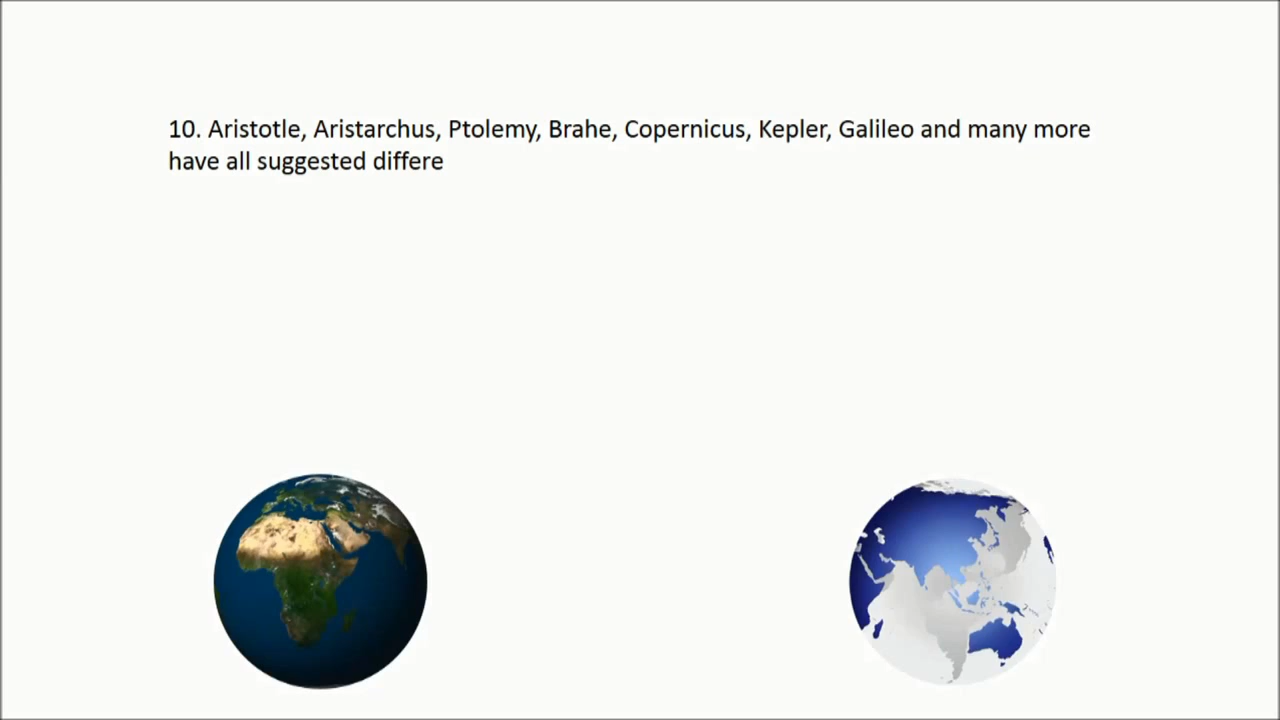 10. Aristotle, Aristarchus, Ptolemy, Brahe, Copernicus, Kepler, Galileo and many more
have all suggested differe